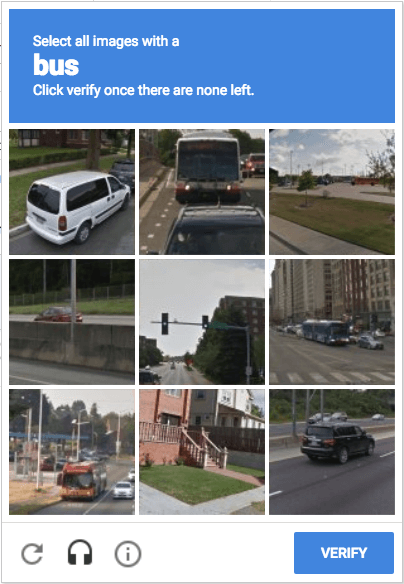 Select all images with a
bus
Click verify once there are none left.
VERIFY